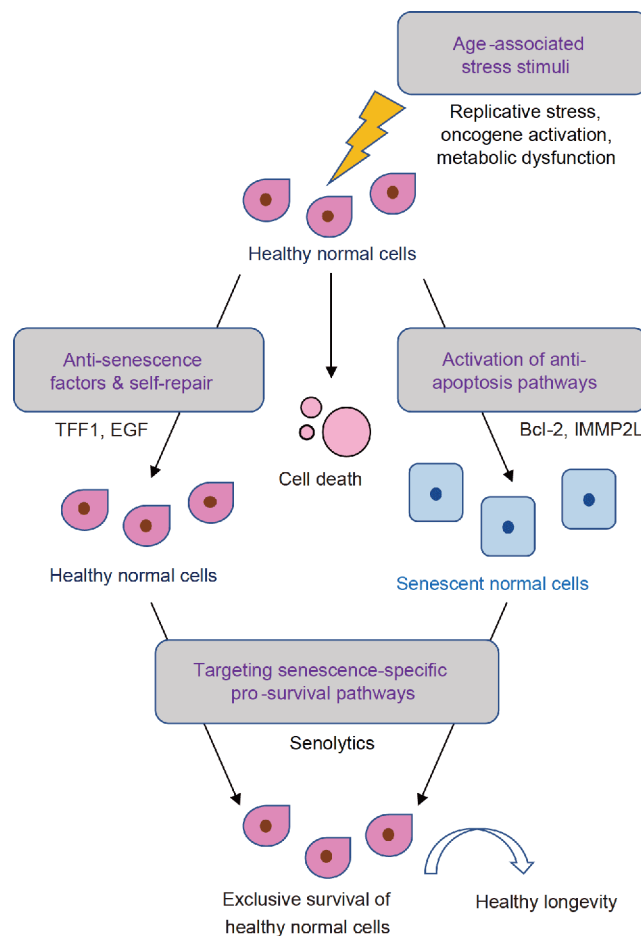 Age-associated
stress stimuli
Replicative stress,
oncogene activation,
metabolic dysfunction
Healthy normal cells
Anti-senescence
factors & self-repair
Activation of anti-
apoptosis pathways
TFF1, EGF
Bcl-2, IMMP2L
Cell death
Healthy normal cells
Senescent normal cells
Targeting senescence-specific
pro-survival pathways
Senolytics
Exclusive survival of
healthy normal cells
Healthy longevity